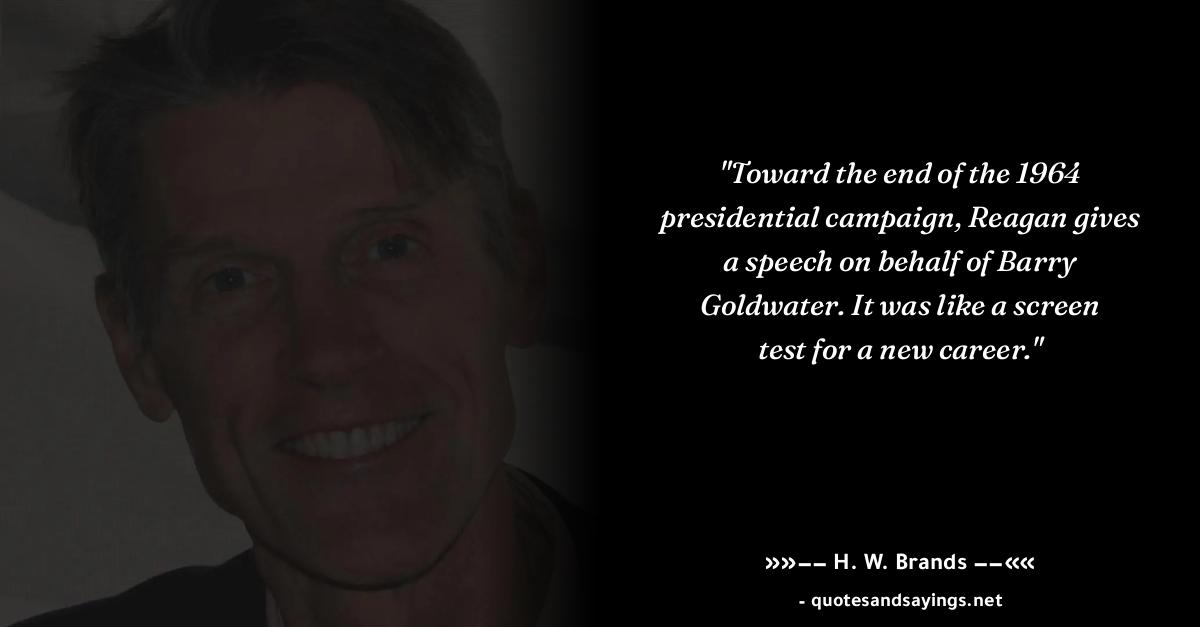 "Toward the end of the 1964
presidential campaign, Reagan gives
a speech on behalf of Barry
Goldwater. It was like a screen
test for a new career."
»»—— H. W. Brands ——««
- quotesandsayings.net